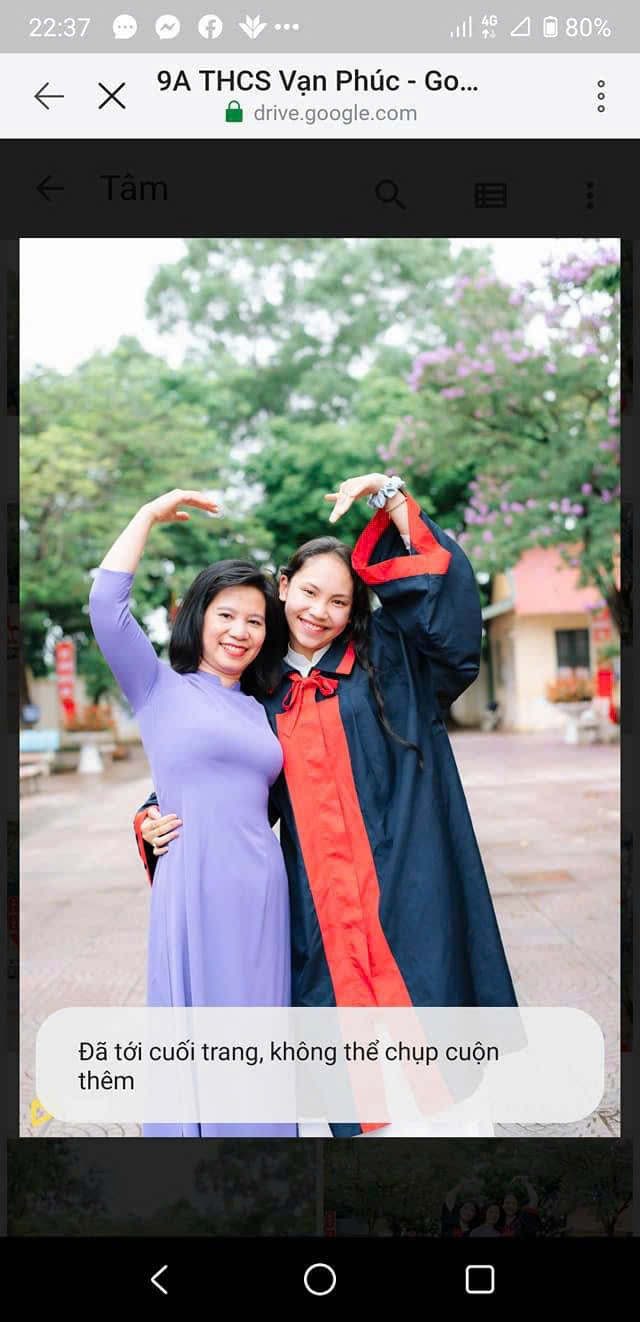 22:37
4G
80%
9A THCS Vạn Phúc - Go...
drive.google.com
Tâm
Đã tới cuối trang, không thể chụp cuộn
thêm